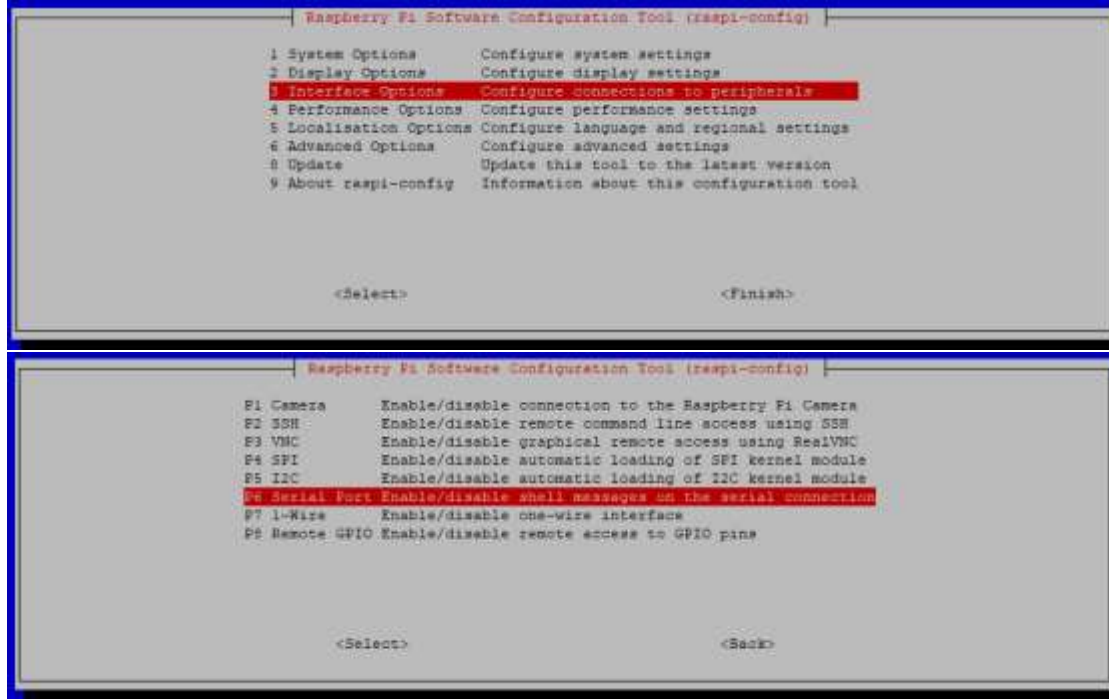 Raspberry Pi Software Configuration Tool (raspi-config)
1 System Options Configure system settings
2 Display Options Configure display settings
3 Interface Options Configure connections to peripherals
4 Performance Options Configure performance settings
5 Localisation Options Configure language and regional settings
6 Advanced Options Configure advanced settings
8 Update Update this tool to the latest version
9 About raspi-config Information about this configuration tool
<Select> <Finish>
Raspberry Pi Software Configuration Tool (raspi-config)
P1 Camera Enable/disable connection to the Raspberry Pi Camera
P2 SSH Enable/disable remote command line access using SSH
P3 VNC Enable/disable graphical remote access using RealVNC
P4 SPI Enable/disable automatic loading of SPI kernel module
P5 I2C Enable/disable automatic loading of I2C kernel module
P6 Serial Port Enable/disable shell messages on the serial connection
P7 1-Wire Enable/disable one-wire interface
P8 Remote GPIO Enable/disable remote access to GPIO pins
<Select> <Back>